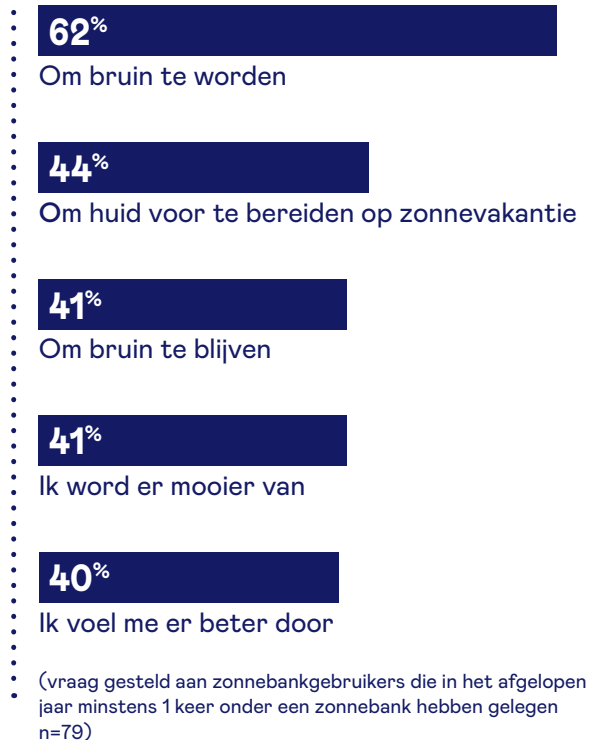 62%
Om bruin te worden
44%
Om huid voor te bereiden op zonnevakantie
41%
Om bruin te blijven
41%
Ik word er mooier van
40%
Ik voel me er beter door
(vraag gesteld aan zonnebankgebruikers die in het afgelopen
jaar minstens 1 keer onder een zonnebank hebben gelegen
n=79)